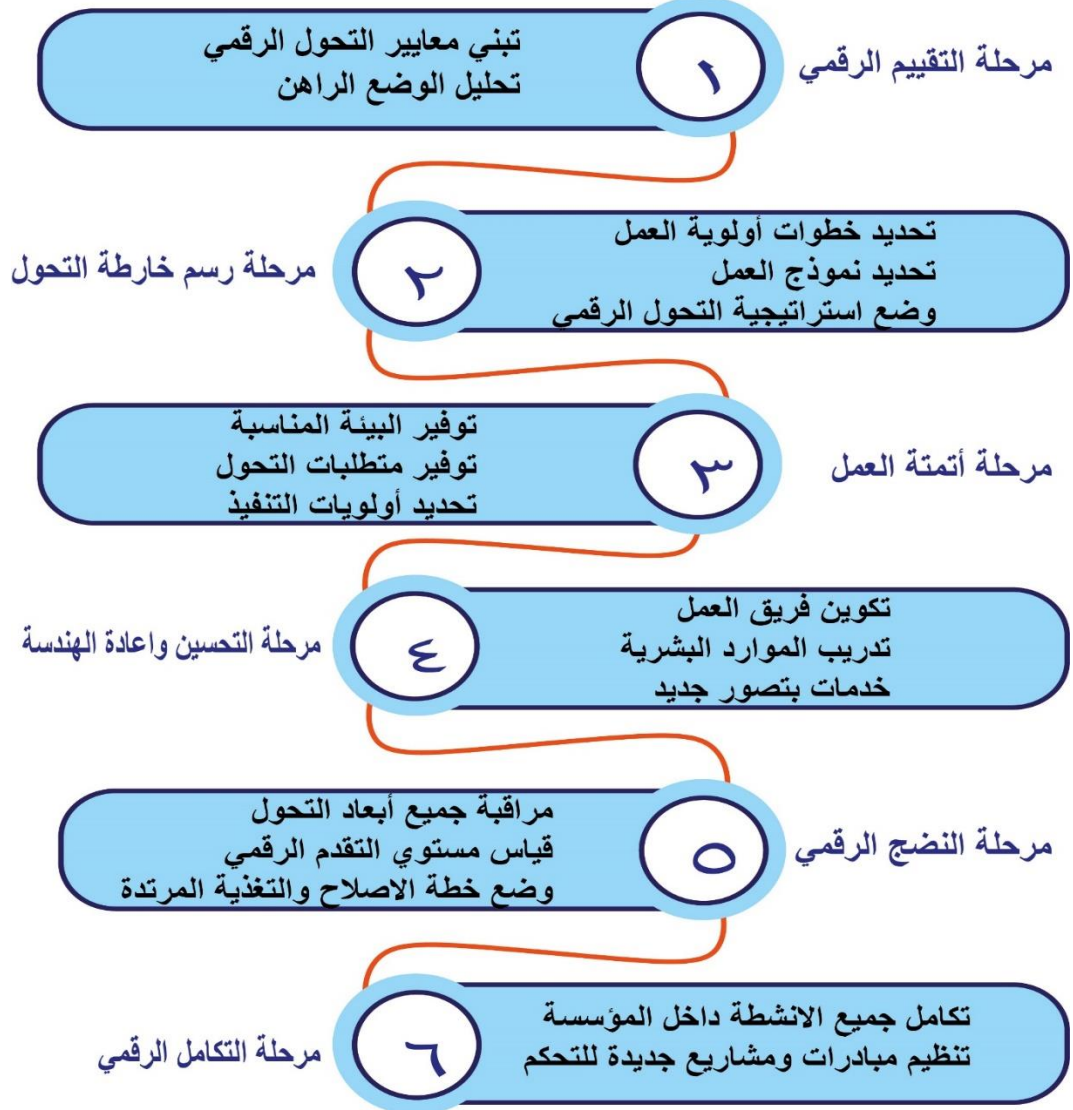 مرحلة التقييم الرقمي
١
تبني معايير التحول الرقمي
تحليل الوضع الراهن
مرحلة رسم خارطة التحول
٢
تحديد خطوات أولوية العمل
تحديد نموذج العمل
وضع استراتيجية التحول الرقمي
مرحلة أتمتة العمل
٣
توفير البيئة المناسبة
توفير متطلبات التحول
تحديد أولويات التنفيذ
مرحلة التحسين واعادة الهندسة
٤
تكوين فريق العمل
تدريب الموارد البشرية
خدمات بتصور جديد
مرحلة النضج الرقمي
٥
مراقبة جميع أبعاد التحول
قياس مستوي التقدم الرقمي
وضع خطة الاصلاح والتغذية المرتدة
مرحلة التكامل الرقمي
٦
تكامل جميع الانشطة داخل المؤسسة
تنظيم مبادرات ومشاريع جديدة للتحكم